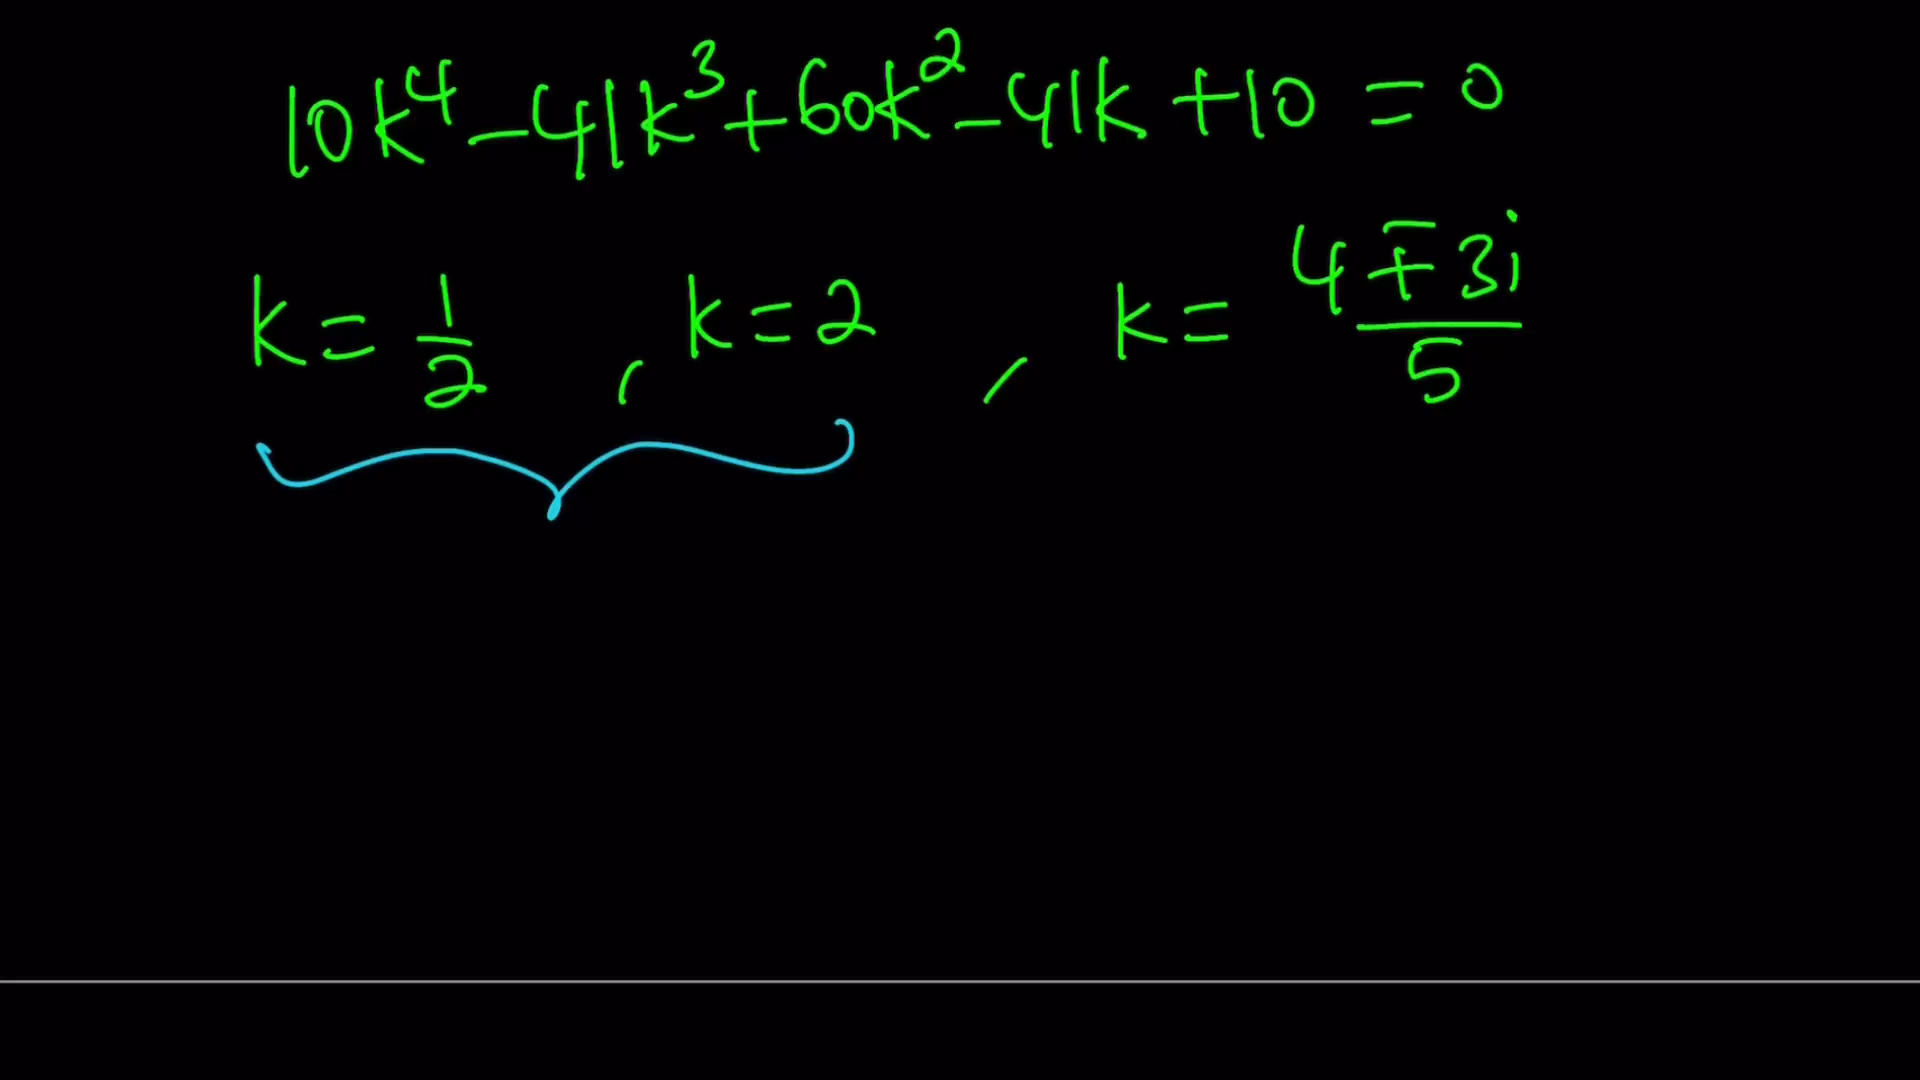 10k⁴ - 41k³ + 60k² - 41k + 10 = 0
k = 1/2 , k = 2 , k = (4 ∓ 3i)/5